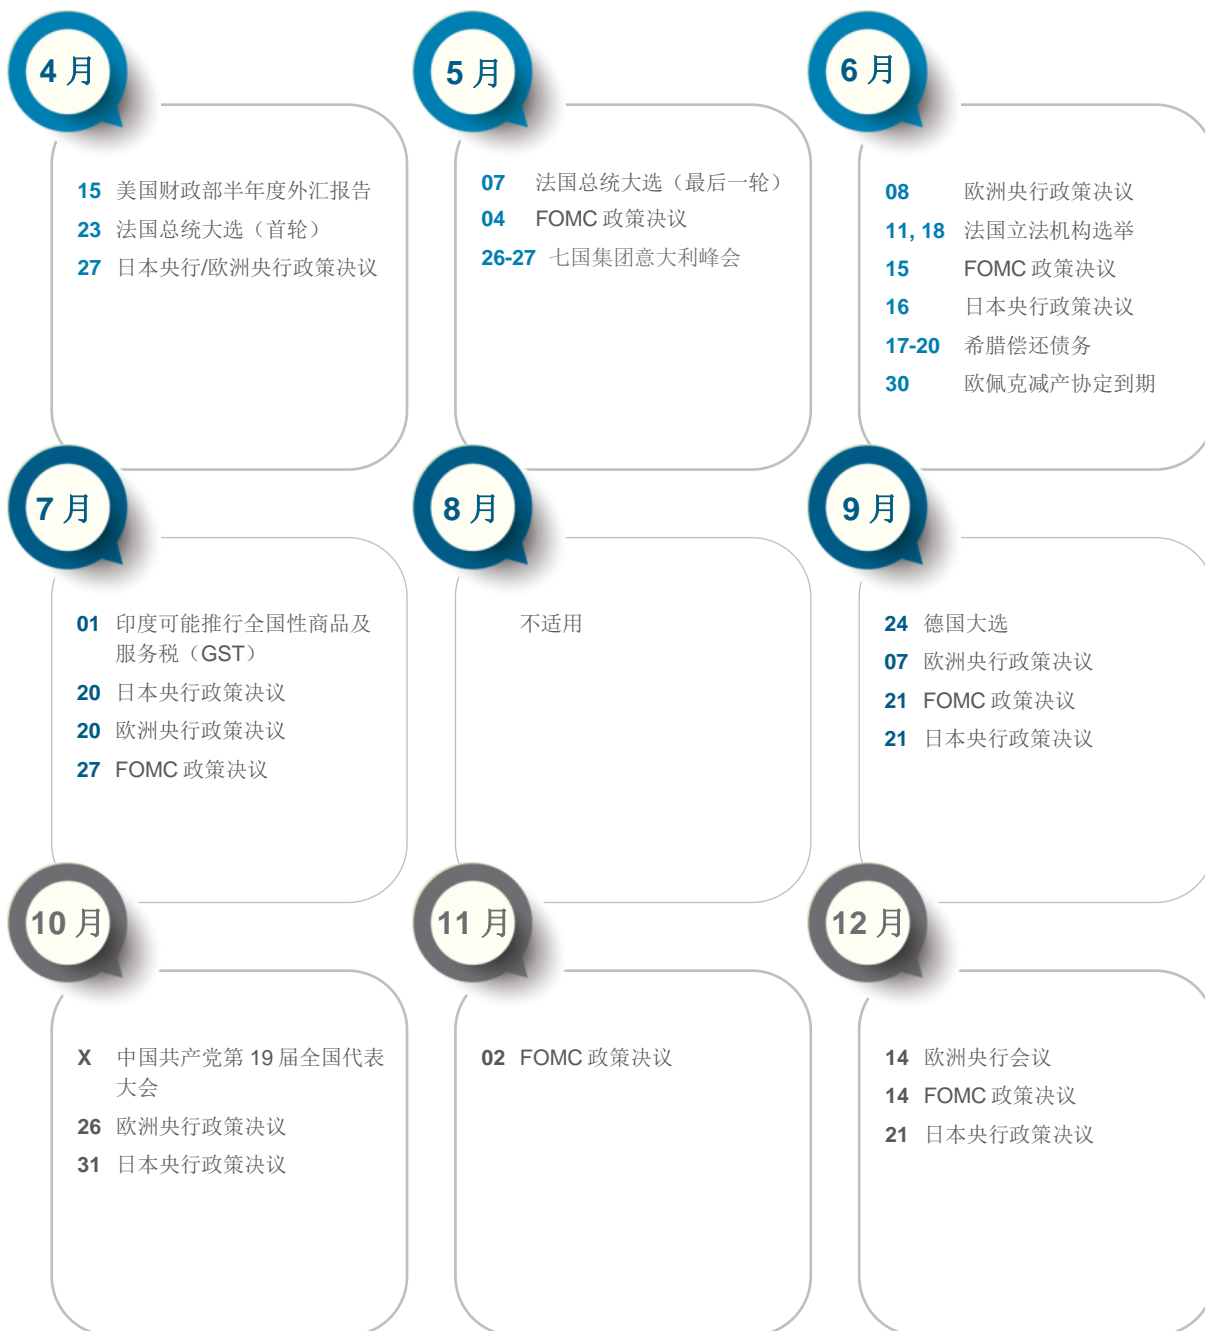 4 月
15 美国财政部半年度外汇报告
23 法国总统大选（首轮）
27 日本央行/欧洲央行政策决议
5 月
07 法国总统大选（最后一轮）
04 FOMC 政策决议
26-27 七国集团意大利峰会
6 月
08 欧洲央行政策决议
11, 18 法国立法机构选举
15 FOMC 政策决议
16 日本央行政策决议
17-20 希腊偿还债务
30 欧佩克减产协定到期
7 月
01 印度可能推行全国性商品及
服务税（GST）
20 日本央行政策决议
20 欧洲央行政策决议
27 FOMC 政策决议
8 月
不适用
9 月
24 德国大选
07 欧洲央行政策决议
21 FOMC 政策决议
21 日本央行政策决议
10 月
X 中国共产党第 19 届全国代表
大会
26 欧洲央行政策决议
31 日本央行政策决议
11 月
02 FOMC 政策决议
12 月
14 欧洲央行会议
14 FOMC 政策决议
21 日本央行政策决议